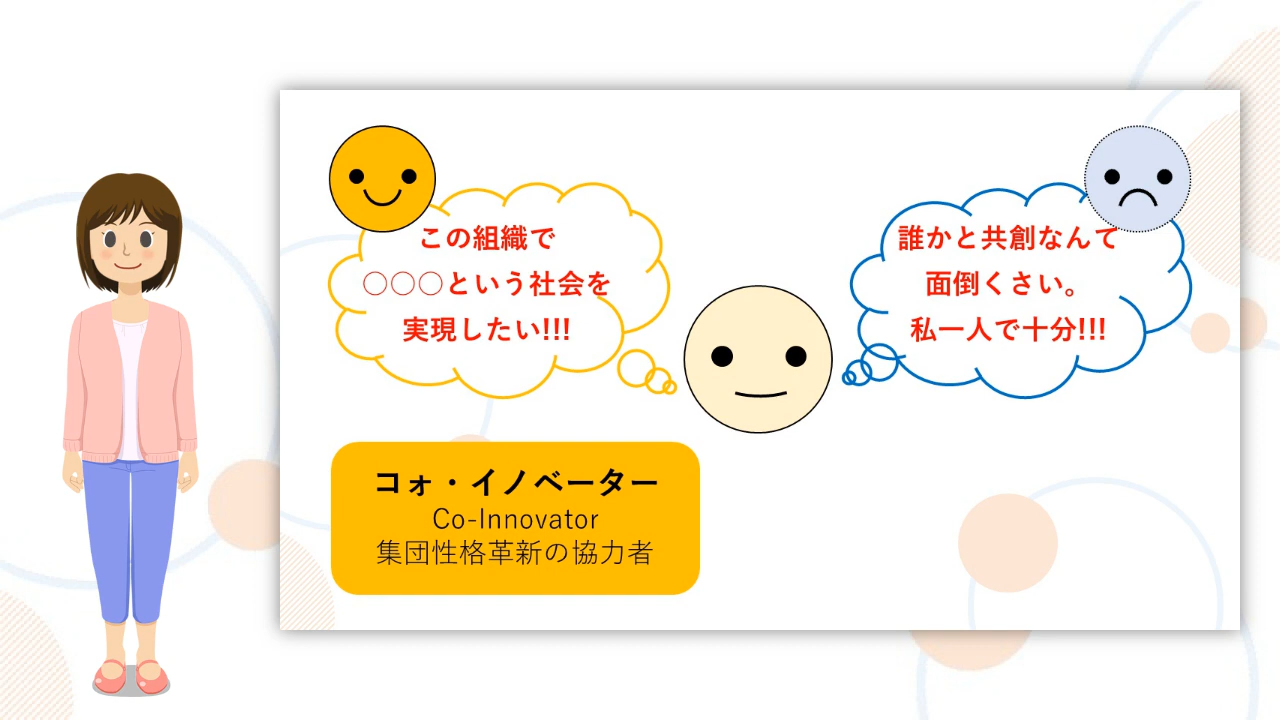 この組織で
○○○という社会を
実現したい!!!
誰かと共創なんて
面倒くさい。
私一人で十分!!!
コォ・イノベーター
Co-Innovator
集団性格革新の協力者